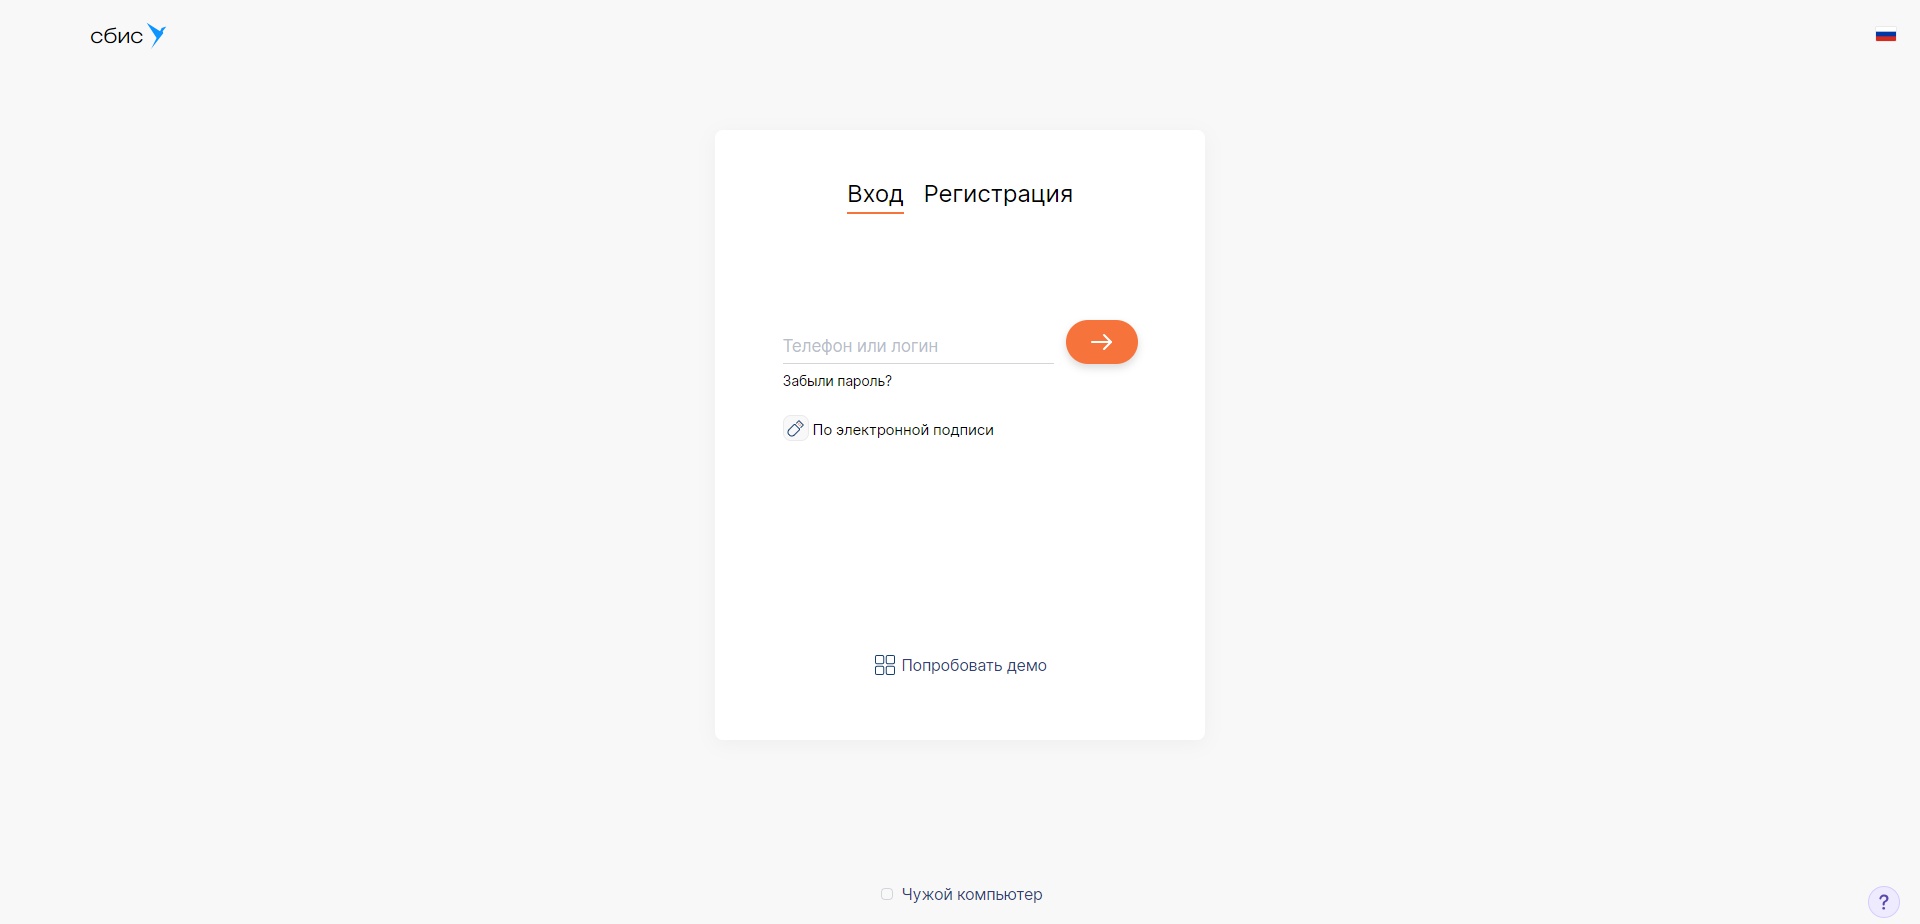 сбис
Вход Регистрация
Телефон или логин
Забыли пароль?
По электронной подписи
Попробовать демо
Чужой компьютер
?